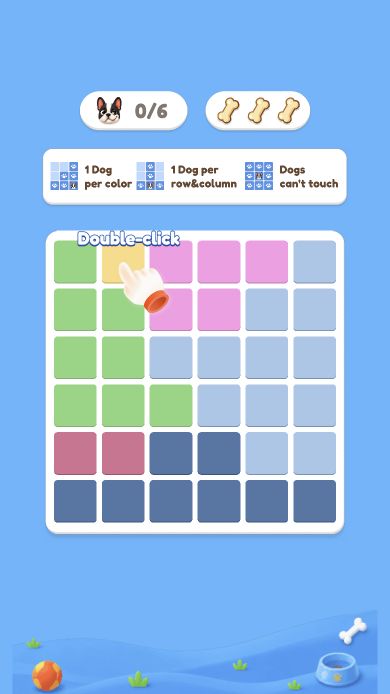 0/6
1 Dog
per color
1 Dog per
row&column
Dogs
can't touch
Double-click